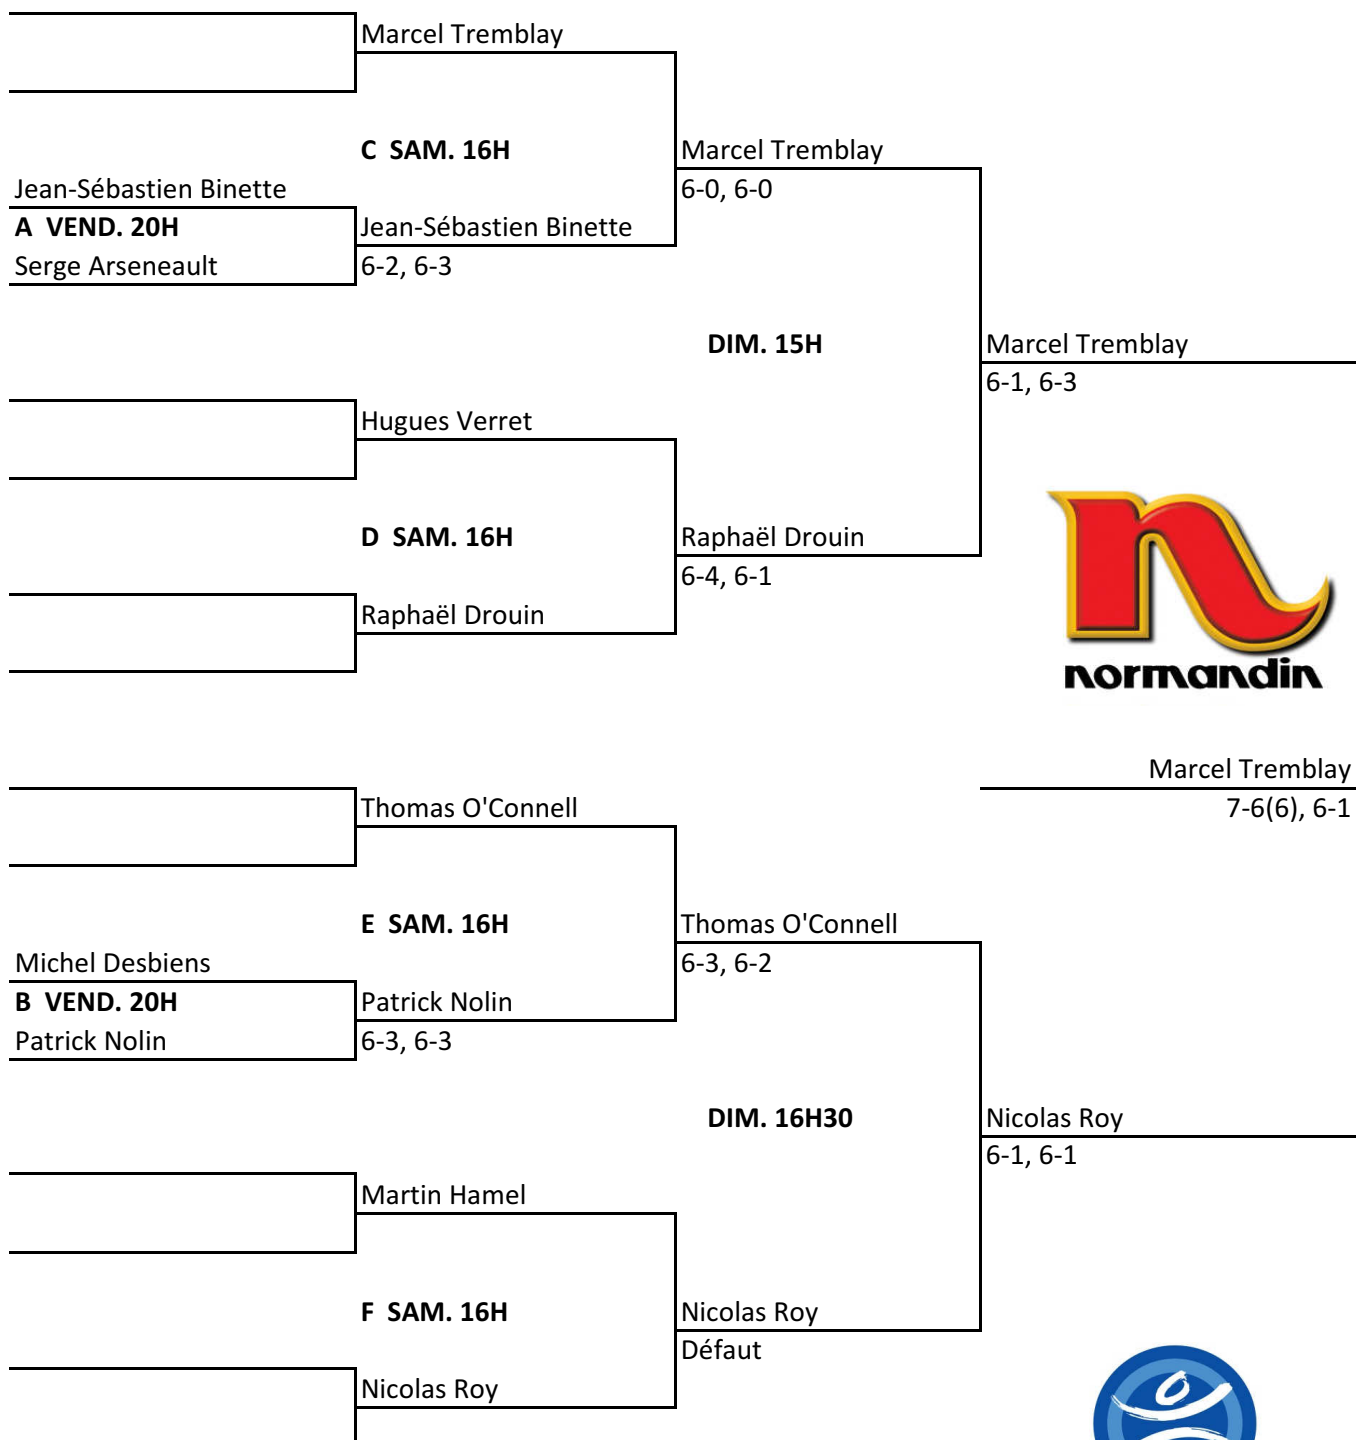 Marcel Tremblay
C SAM. 16H
Marcel Tremblay
Jean-Sébastien Binette
6-0, 6-0
A VEND. 20H
Jean-Sébastien Binette
Serge Arseneault
6-2, 6-3
DIM. 15H
Marcel Tremblay
6-1, 6-3
Hugues Verret
D SAM. 16H
Raphaël Drouin
6-4, 6-1
Raphaël Drouin
normandin
Marcel Tremblay
Thomas O'Connell
7-6(6), 6-1
E SAM. 16H
Thomas O'Connell
Michel Desbiens
6-3, 6-2
B VEND. 20H
Patrick Nolin
Patrick Nolin
6-3, 6-3
DIM. 16H30
Nicolas Roy
6-1, 6-1
Martin Hamel
F SAM. 16H
Nicolas Roy
Défaut
Nicolas Roy